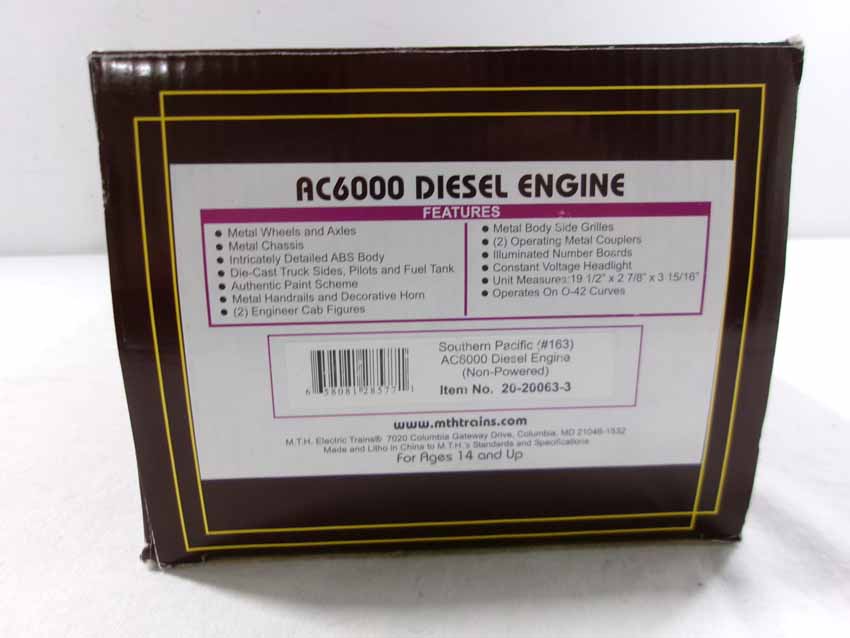 AC6000 DIESEL ENGINE
FEATURES
● Metal Wheels and Axles
● Metal Chassis
● Intricately Detailed ABS Body
● Die-Cast Truck Sides, Pilots and Fuel Tank
● Authentic Paint Scheme
● Metal Handrails and Decorative Horn
● (2) Engineer Cab Figures
● Metal Body Side Grilles
● (2) Operating Metal Couplers
● Illuminated Number Boards
● Constant Voltage Headlight
● Unit Measures:19 1/2" x 2 7/8" x 3 15/16"
● Operates On O-42 Curves
Southern Pacific (#163)
AC6000 Diesel Engine
(Non-Powered)
Item No. 20-20063-3
6 58081 28577 1
www.mthtrains.com
M.T.H. Electric Trains® 7020 Columbia Gateway Drive, Columbia, MD 21046-1532
Made and Litho in China to M.T.H.'s Standards and Specifications
For Ages 14 and Up